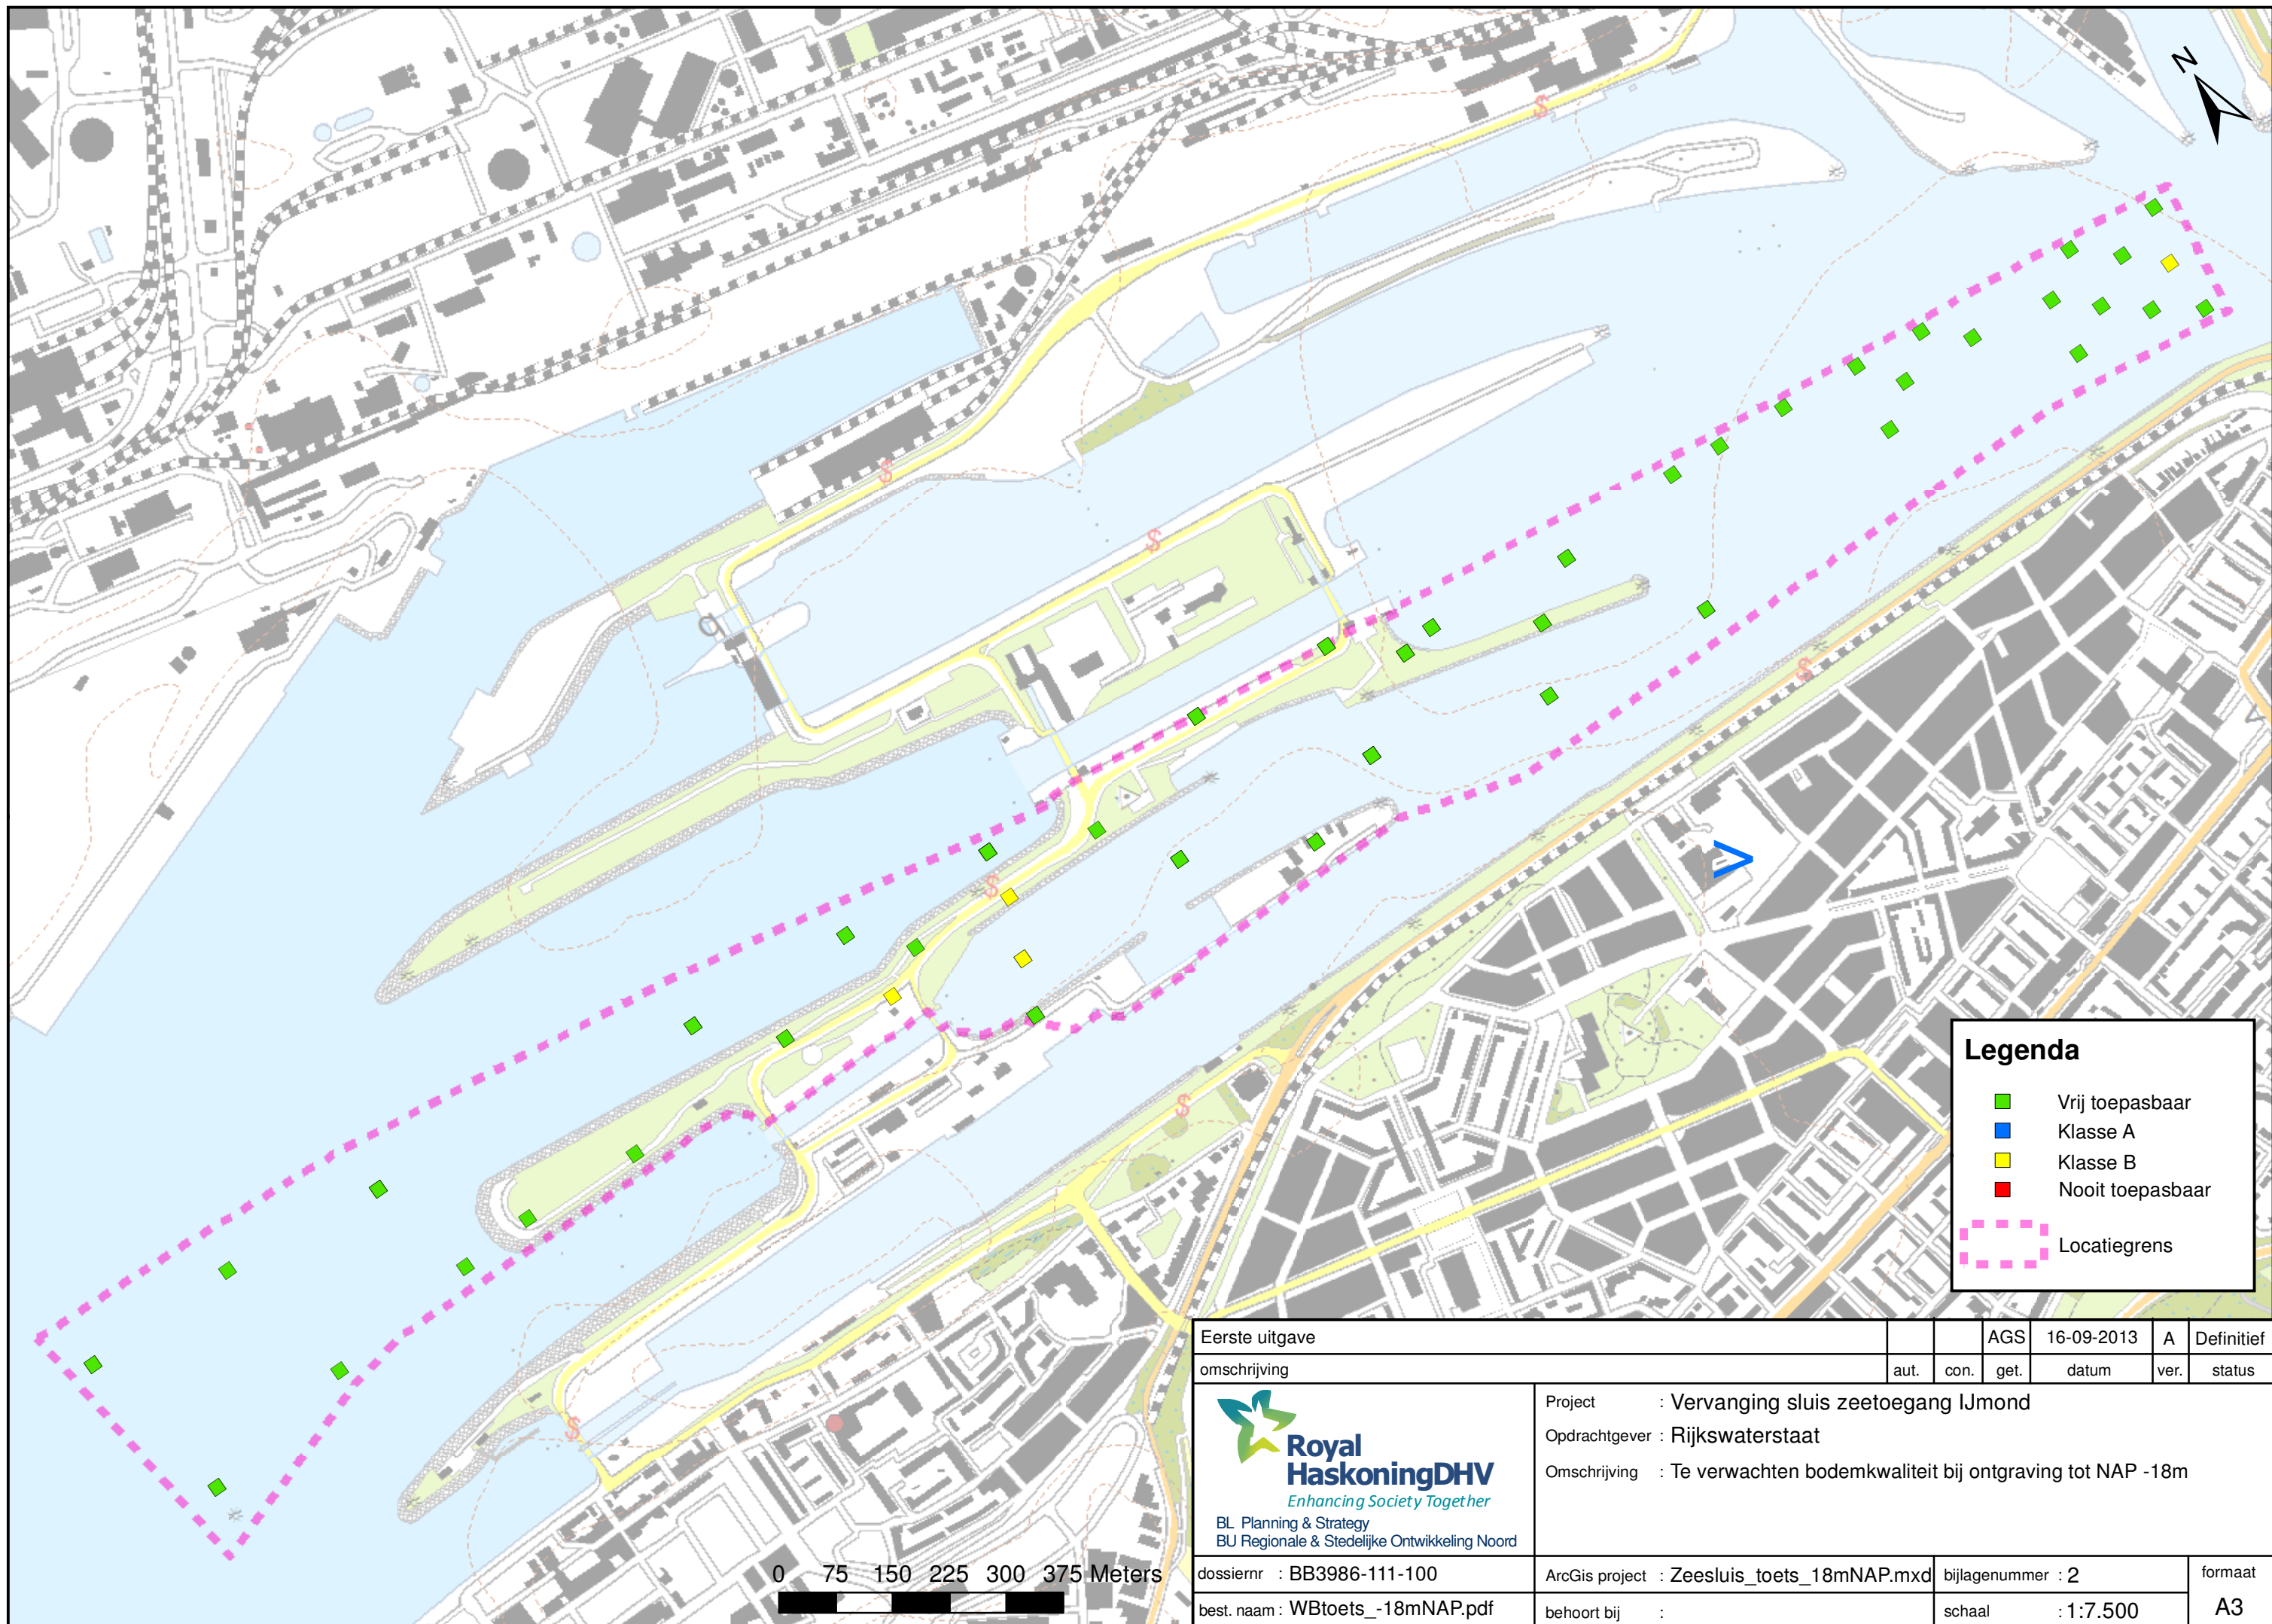 N
Legenda
Vrij toepasbaar
Klasse A
Klasse B
Nooit toepasbaar
Locatiegrens
0 75 150 225 300 375 Meters
Eerste uitgave AGS 16-09-2013 A Definitief
omschrijving aut. con. get. datum ver. status
Royal
HaskoningDHV
Enhancing Society Together
BL Planning & Strategy
BU Regionale & Stedelijke Ontwikkeling Noord
Project : Vervanging sluis zeetoegang IJmond
Opdrachtgever : Rijkswaterstaat
Omschrijving : Te verwachten bodemkwaliteit bij ontgraving tot NAP -18m
dossiernr : BB3986-111-100
ArcGis project : Zeesluis_toets_18mNAP.mxd
bijlagenummer : 2
formaat
best. naam : WBtoets_-18mNAP.pdf
behoort bij :
schaal : 1:7.500
A3